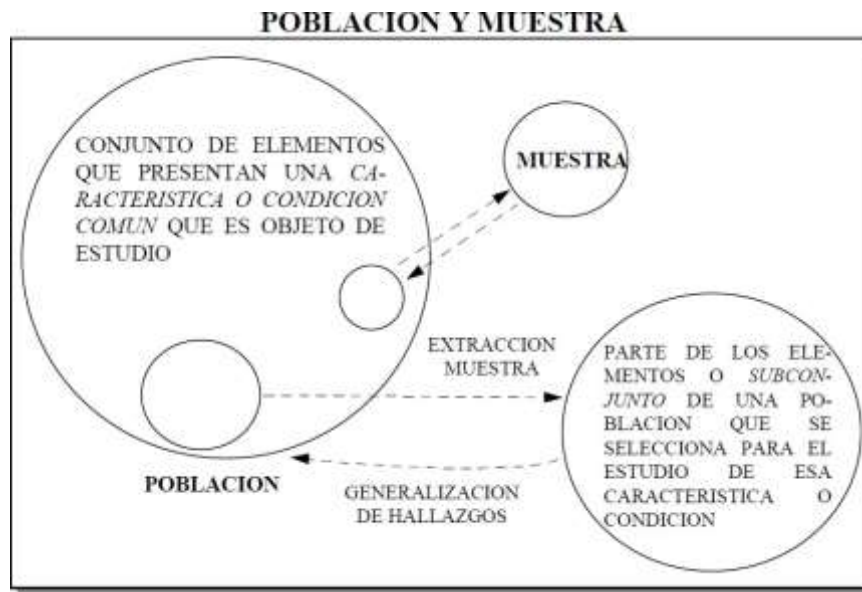 POBLACION Y MUESTRA
CONJUNTO DE ELEMENTOS
QUE PRESENTAN UNA CA-
RACTERISTICA O CONDICION
COMUN QUE ES OBJETO DE
ESTUDIO
MUESTRA
EXTRACCION
MUESTRA
PARTE DE LOS ELE-
MENTOS O SUBCON-
JUNTO DE UNA PO-
BLACION QUE SE
SELECCIONA PARA EL
ESTUDIO DE ESA
CARACTERISTICA O
CONDICION
POBLACION
GENERALIZACION
DE HALLAZGOS